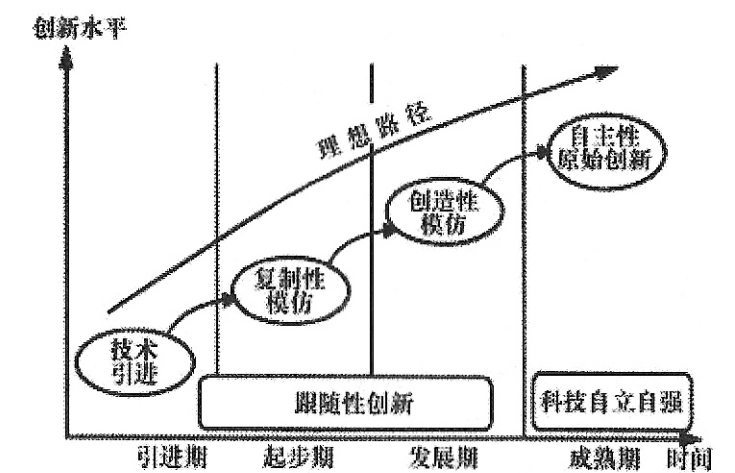 创新水平
理想路径
自主性
原始创新
创造性
模仿
复制性
模仿
技术
引进
跟随性创新
科技自立自强
引进期
起步期
发展期
成熟期
时间